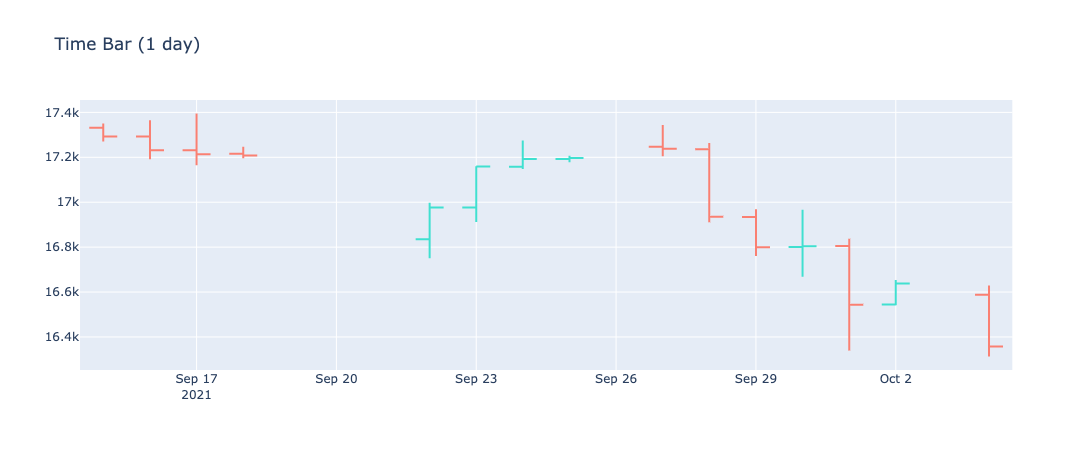 Time Bar (1 day)
17.4k
17.2k
17k
16.8k
16.6k
16.4k
Sep 17 Sep 20 Sep 23 Sep 26 Sep 29 Oct 2
2021